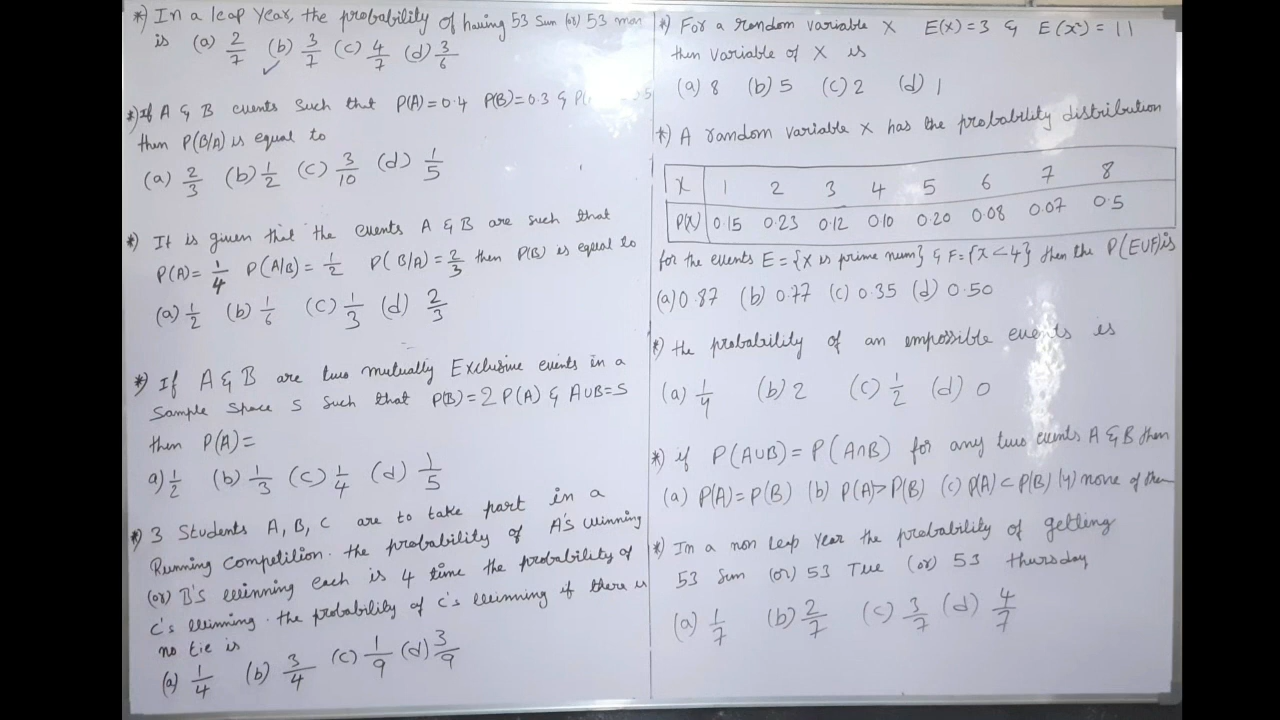 *) In a leap year, the probability of having 53 Sun (or) 53 mon
is (a) 2/7 (b) 3/7 (c) 4/7 (d) 3/6
*) If A & B events Such that P(A)=0.4 P(B)=0.3 & P(
then P(B/A) is equal to
(a) 2/3 (b) 1/2 (c) 3/10 (d) 1/5
*) It is given that the events A & B are such that
P(A)= 1/4 P(A/B)= 1/2 P(B/A)= 2/3 then P(B) is equal to
(a) 1/2 (b) 1/6 (c) 1/3 (d) 2/3
*) If A & B are two mutually Exclusive events in a
Sample Space S such that P(B)=2P(A) & A∪B=S
then P(A)=
a) 1/2 (b) 1/3 (c) 1/4 (d) 1/5
*) 3 Students A, B, C are to take part in a
Running competition. the probability of A's winning
(or) B's winning each is 4 time the probability of
C's winning. the probability of C's winning if there is
no tie is
(a) 1/4 (b) 3/4 (c) 1/9 (d) 3/9
*) For a random variable X E(X)=3 & E(x²)=11
then variable of X is
(a) 8 (b) 5 (c) 2 (d) 1
*) A random variable X has the probability distribution
X 1 2 3 4 5 6 7 8
P(X) 0.15 0.23 0.12 0.10 0.20 0.08 0.07 0.5
for the events E={X is prime num} & F={x<4} then the P(E∪F) is
(a) 0.87 (b) 0.77 (c) 0.35 (d) 0.50
*) the probability of an empossible events is
(a) 1/4 (b) 2 (c) 1/2 (d) 0
*) if P(A∪B)= P(A∩B) for any two events A & B then
(a) P(A)=P(B) (b) P(A)>P(B) (c) P(A)<P(B) (4) none of them
*) In a non leap year the probability of getting
53 Sun (or) 53 Tue (or) 53 thursday
(a) 1/7 (b) 2/7 (c) 3/7 (d) 4/7